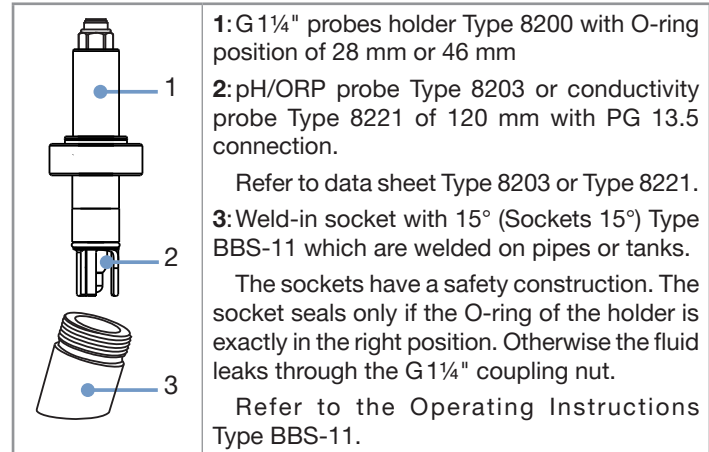 1: G 1¼" probes holder Type 8200 with O-ring
position of 28 mm or 46 mm
2: pH/ORP probe Type 8203 or conductivity
probe Type 8221 of 120 mm with PG 13.5
connection.
Refer to data sheet Type 8203 or Type 8221.
3: Weld-in socket with 15° (Sockets 15°) Type
BBS-11 which are welded on pipes or tanks.
The sockets have a safety construction. The
socket seals only if the O-ring of the holder is
exactly in the right position. Otherwise the fluid
leaks through the G 1¼" coupling nut.
Refer to the Operating Instructions
Type BBS-11.
1
2
3